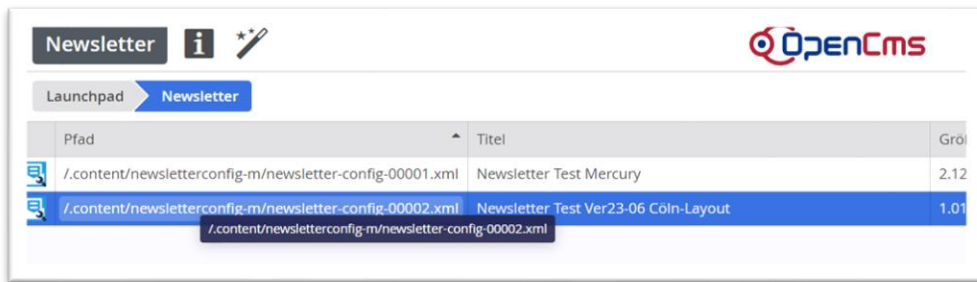 Newsletter
OpenCms
Launchpad Newsletter
Pfad Titel
/.content/newsletterconfig-m/newsletter-config-00001.xml Newsletter Test Mercury 2.12
/.content/newsletterconfig-m/newsletter-config-00002.xml Newsletter Test Ver23-06 Cöln-Layout 1.01
/.content/newsletterconfig-m/newsletter-config-00002.xml